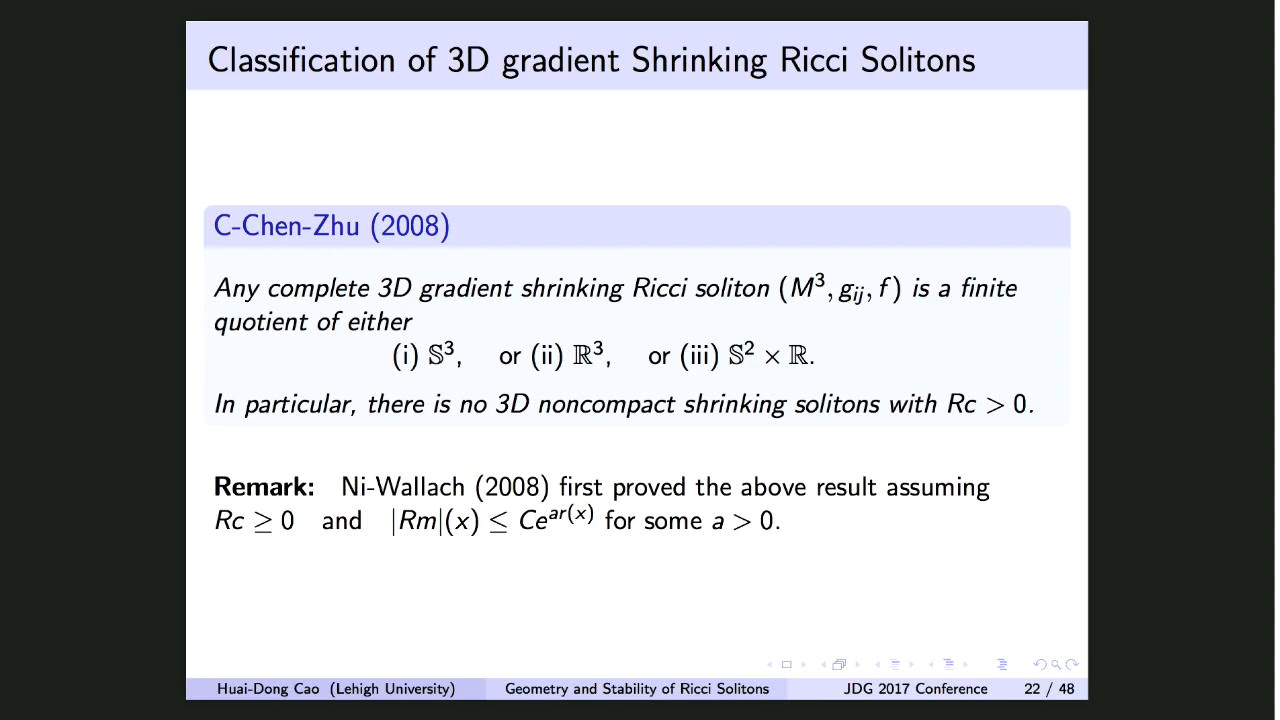 Classification of 3D gradient Shrinking Ricci Solitons
C-Chen-Zhu (2008)
Any complete 3D gradient shrinking Ricci soliton (M³, g_{ij}, f) is a finite
quotient of either
(i) 𝕊³, or (ii) ℝ³, or (iii) 𝕊² × ℝ.
In particular, there is no 3D noncompact shrinking solitons with Rc > 0.
Remark: Ni-Wallach (2008) first proved the above result assuming
Rc ≥ 0 and |Rm|(x) ≤ Ce^{ar(x)} for some a > 0.
Huai-Dong Cao (Lehigh University) Geometry and Stability of Ricci Solitons JDG 2017 Conference 22 / 48